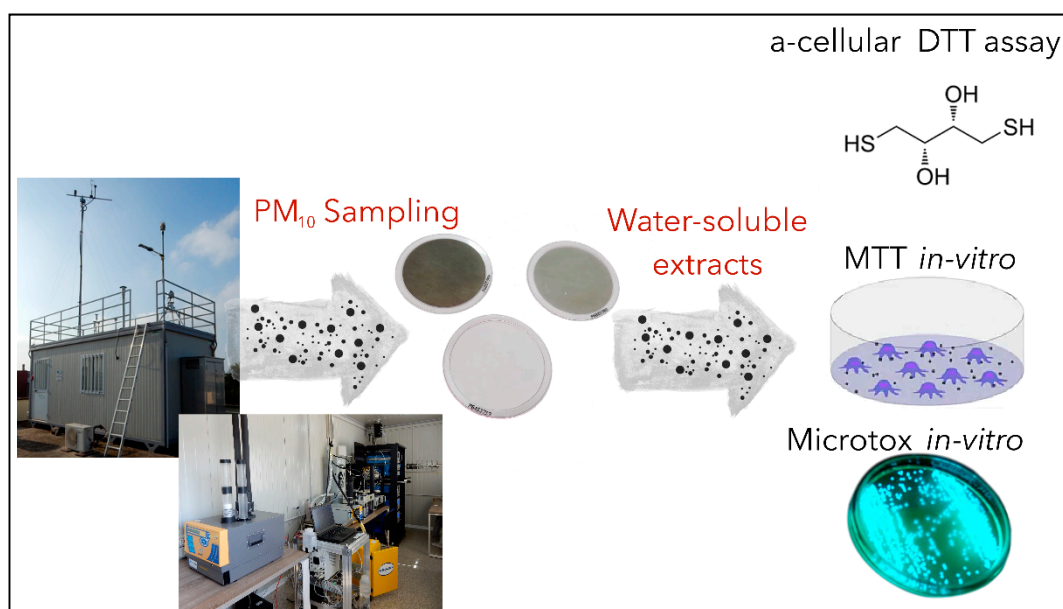 a-cellular DTT assay
OH
HS
SH
OH
PM₁₀ Sampling
Water-soluble
extracts
MTT in-vitro
Microtox in-vitro